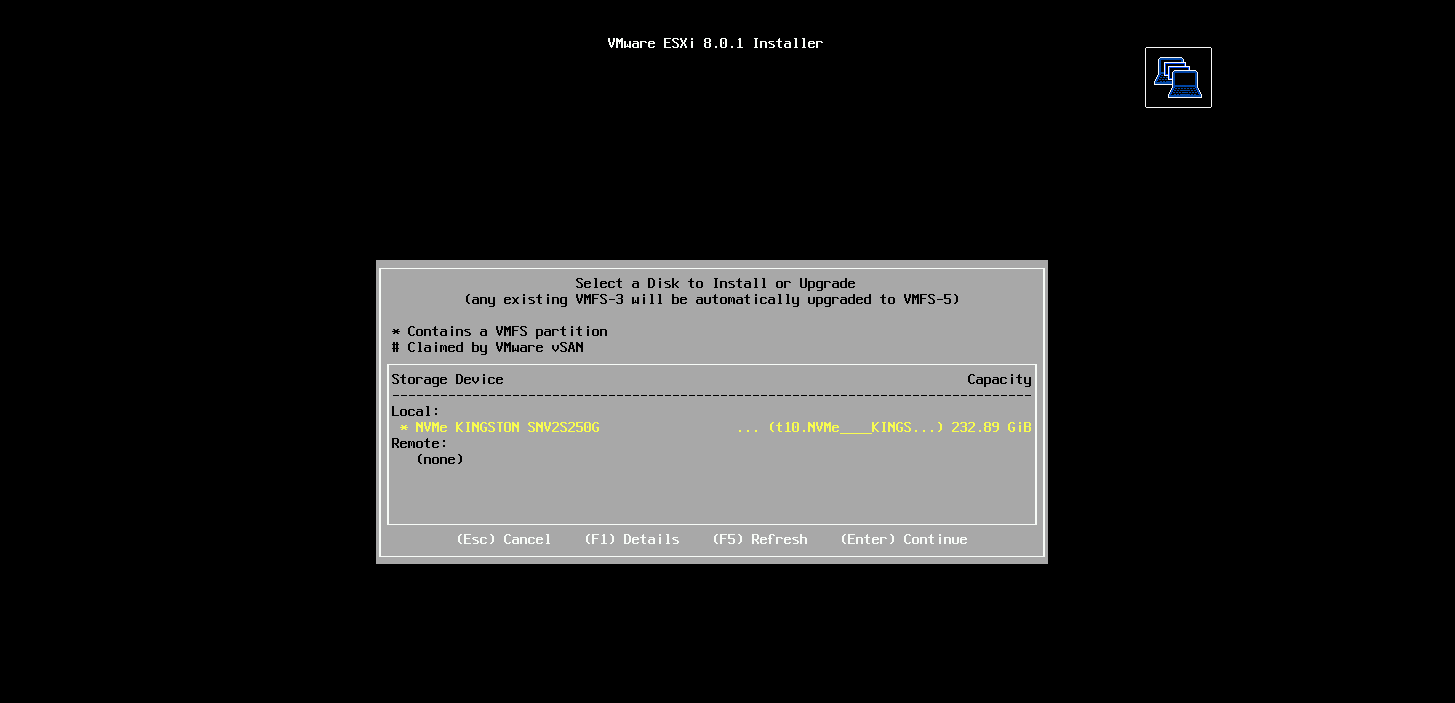 VMware ESXi 8.0.1 Installer
Select a Disk to Install or Upgrade
(any existing VMFS-3 will be automatically upgraded to VMFS-5)
* Contains a VMFS partition
# Claimed by VMware vSAN
Storage Device Capacity
--------------------------------------------------------------------------------
Local:
* NVMe KINGSTON SNV2S250G ... (t10.NVMe____KINGS...) 232.89 GiB
Remote:
(none)
(Esc) Cancel (F1) Details (F5) Refresh (Enter) Continue